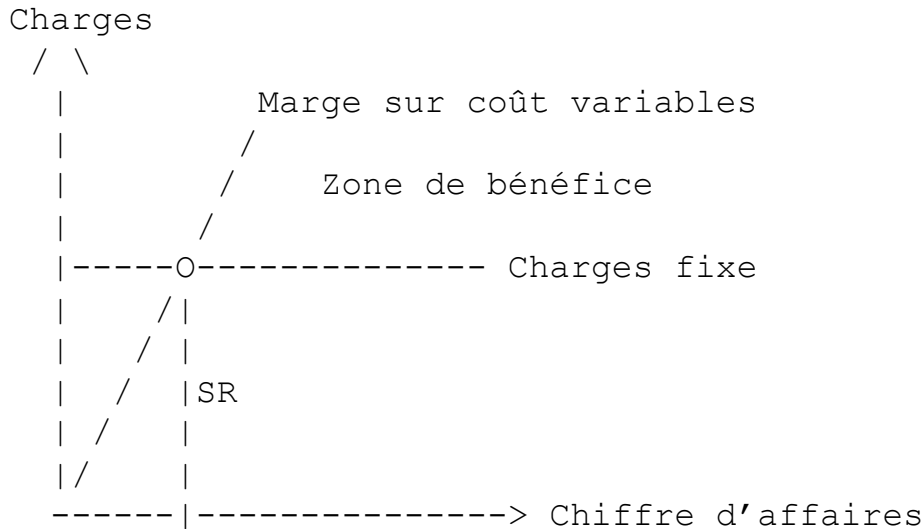 Charges
Marge sur coût variables
Zone de bénéfice
Charges fixe
SR
Chiffre d’affaires